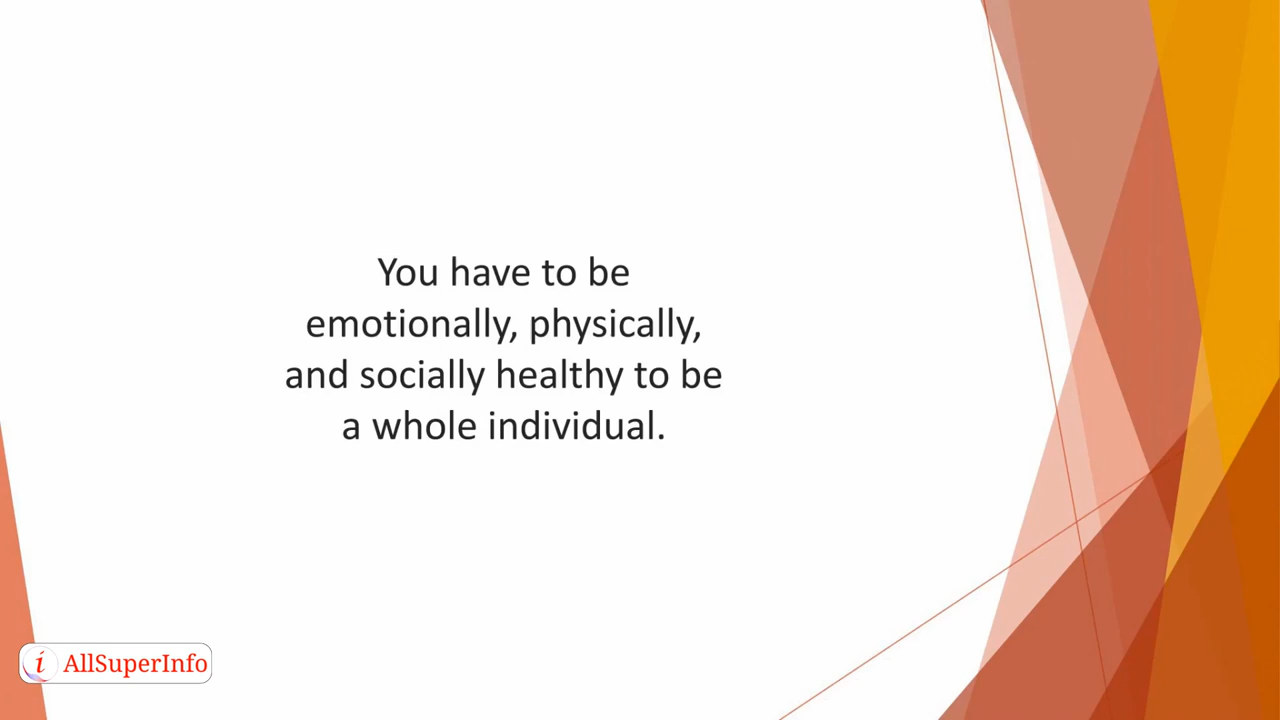 You have to be
emotionally, physically,
and socially healthy to be
a whole individual.
i AllSuperInfo